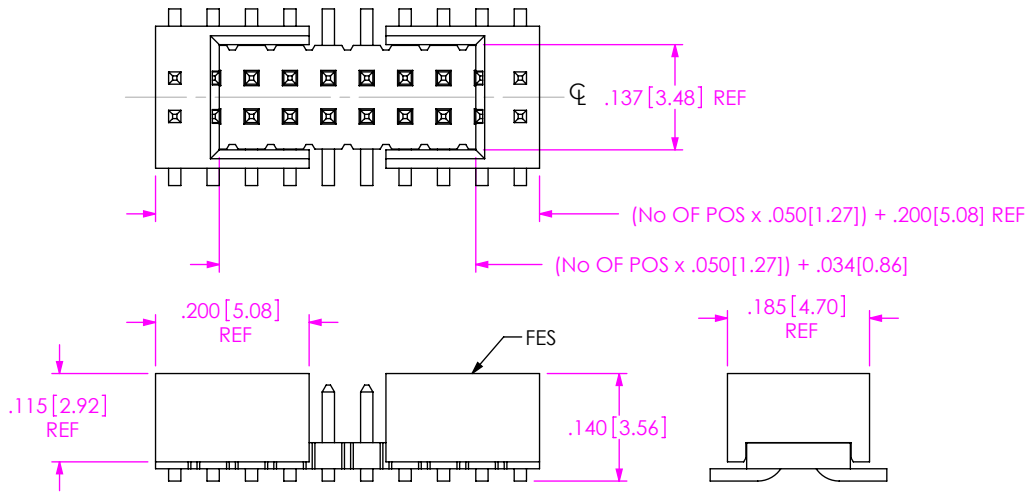 ℄
.137[3.48] REF
(No OF POS x .050[1.27]) + .200[5.08] REF
(No OF POS x .050[1.27]) + .034[0.86]
.200[5.08]
REF
.185[4.70]
REF
FES
.115[2.92]
REF
.140[3.56]